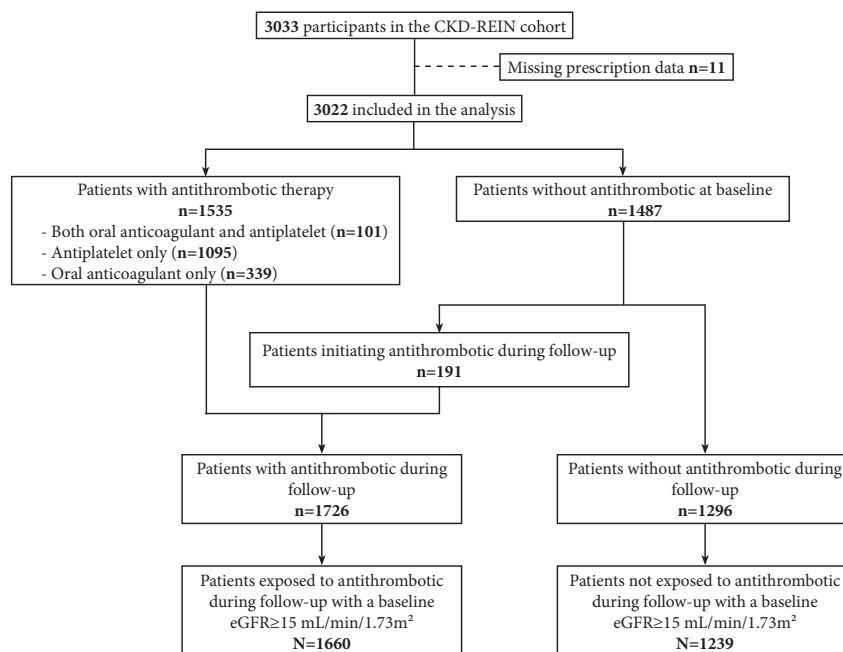 3033 participants in the CKD-REIN cohort
Missing prescription data n=11
3022 included in the analysis
Patients with antithrombotic therapy
n=1535
- Both oral anticoagulant and antiplatelet (n=101)
- Antiplatelet only (n=1095)
- Oral anticoagulant only (n=339)
Patients without antithrombotic at baseline
n=1487
Patients initiating antithrombotic during follow-up
n=191
Patients with antithrombotic during
follow-up
n=1726
Patients without antithrombotic during
follow-up
n=1296
Patients exposed to antithrombotic
during follow-up with a baseline
eGFR≥15 mL/min/1.73m²
N=1660
Patients not exposed to antithrombotic
during follow-up with a baseline
eGFR≥15 mL/min/1.73m²
N=1239